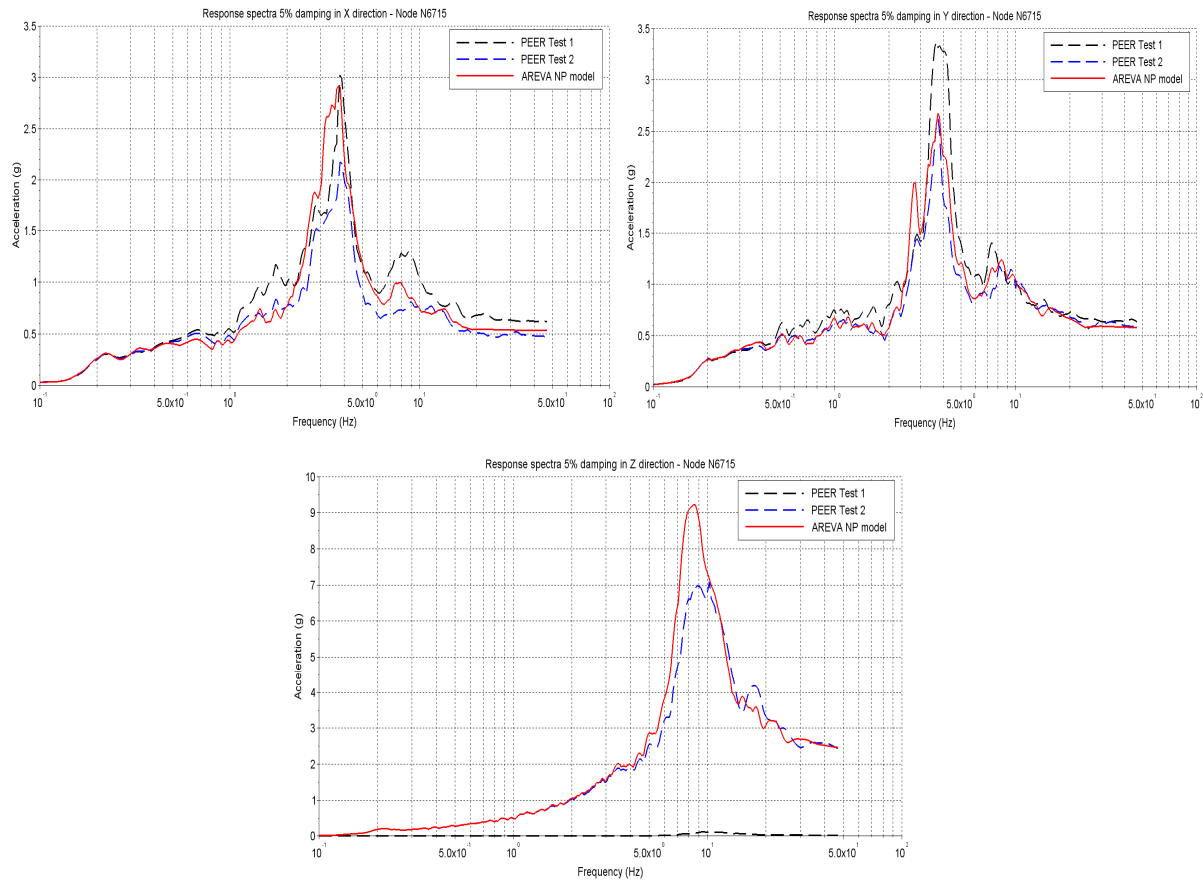 Response spectra 5% damping in X direction - Node N6715
3.5
3
2.5
2
1.5
1
0.5
0
Acceleration (g)
PEER Test 1
PEER Test 2
AREVA NP model
10⁻¹ 5.0x10⁻¹ 10⁰ 5.0x10⁰ 10¹ 5.0x10¹ 10²
Frequency (Hz)
Response spectra 5% damping in Y direction - Node N6715
3.5
3
2.5
2
1.5
1
0.5
0
Acceleration (g)
PEER Test 1
PEER Test 2
AREVA NP model
10⁻¹ 5.0x10⁻¹ 10⁰ 5.0x10⁰ 10¹ 5.0x10¹ 10²
Frequency (Hz)
Response spectra 5% damping in Z direction - Node N6715
10
9
8
7
6
5
4
3
2
1
0
Acceleration (g)
PEER Test 1
PEER Test 2
AREVA NP model
10⁻¹ 5.0x10⁻¹ 10⁰ 5.0x10⁰ 10¹ 5.0x10¹ 10²
Frequency (Hz)